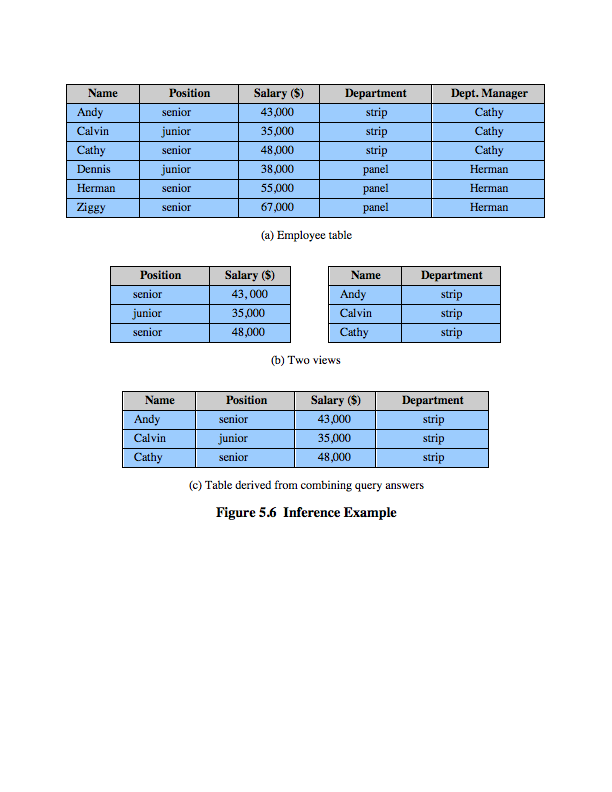 Name Position Salary ($) Department Dept. Manager
Andy senior 43,000 strip Cathy
Calvin junior 35,000 strip Cathy
Cathy senior 48,000 strip Cathy
Dennis junior 38,000 panel Herman
Herman senior 55,000 panel Herman
Ziggy senior 67,000 panel Herman
(a) Employee table
Position Salary ($) Name Department
senior 43, 000 Andy strip
junior 35,000 Calvin strip
senior 48,000 Cathy strip
(b) Two views
Name Position Salary ($) Department
Andy senior 43,000 strip
Calvin junior 35,000 strip
Cathy senior 48,000 strip
(c) Table derived from combining query answers
Figure 5.6 Inference Example